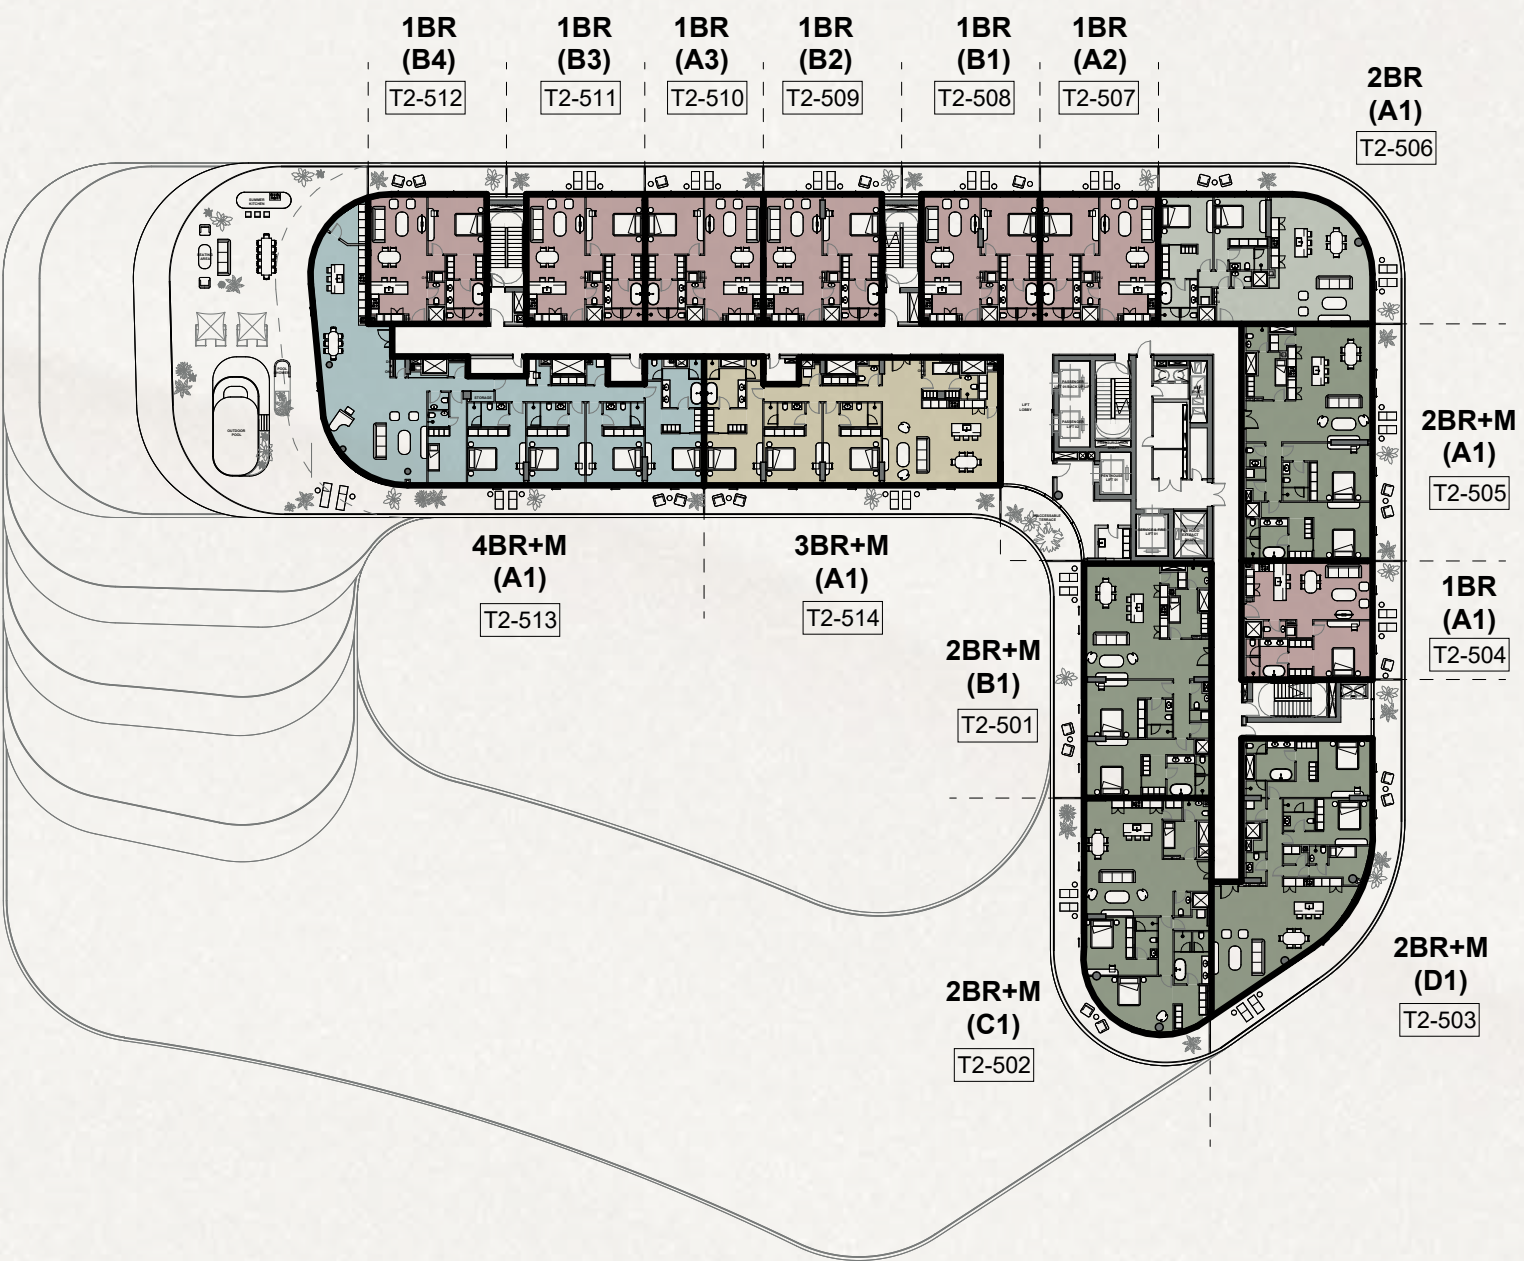 1BR
(B4)
T2-512
1BR
(B3)
T2-511
1BR
(A3)
T2-510
1BR
(B2)
T2-509
1BR
(B1)
T2-508
1BR
(A2)
T2-507
2BR
(A1)
T2-506
SUMMER
KITCHEN
OUTDOOR
POOL
STORAGE
LIFT
LOBBY
2BR+M
(A1)
T2-505
4BR+M
(A1)
T2-513
3BR+M
(A1)
T2-514
1BR
(A1)
T2-504
2BR+M
(B1)
T2-501
2BR+M
(D1)
T2-503
2BR+M
(C1)
T2-502